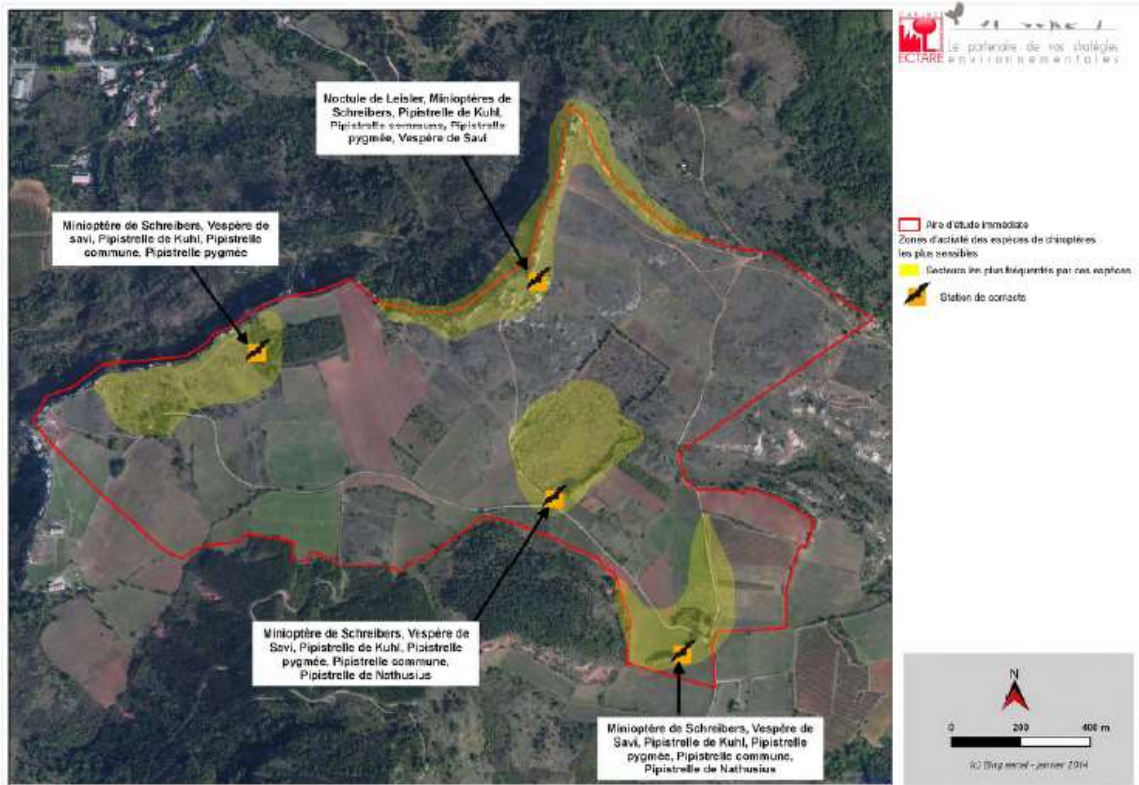 Noctule de Leisler, Minioptères de
Schreibers, Pipistrelle de Kuhl,
Pipistrelle commune, Pipistrelle
pygmée, Vespère de Savi
Minioptère de Schreibers, Vespère de
savi, Pipistrelle de Kuhl, Pipistrelle
commune, Pipistrelle pygmée
Minioptère de Schreibers, Vespère de
Savi, Pipistrelle de Kuhl, Pipistrelle
pygmée, Pipistrelle commune,
Pipistrelle de Nathusius
Minioptère de Schreibers, Vespère de
Savi, Pipistrelle de Kuhl, Pipistrelle
pygmée, Pipistrelle commune,
Pipistrelle de Nathusius
CABINET
ECTARE
Le partenaire de vos stratégies
environnementales
Aire d'étude immédiate
Zones d'activité des espèces de chiroptères
les plus sensibles
Secteurs les plus fréquentés par ces espèces
Station de contacts
N
0 200 400 m
(c) Bing aerial - janvier 2014